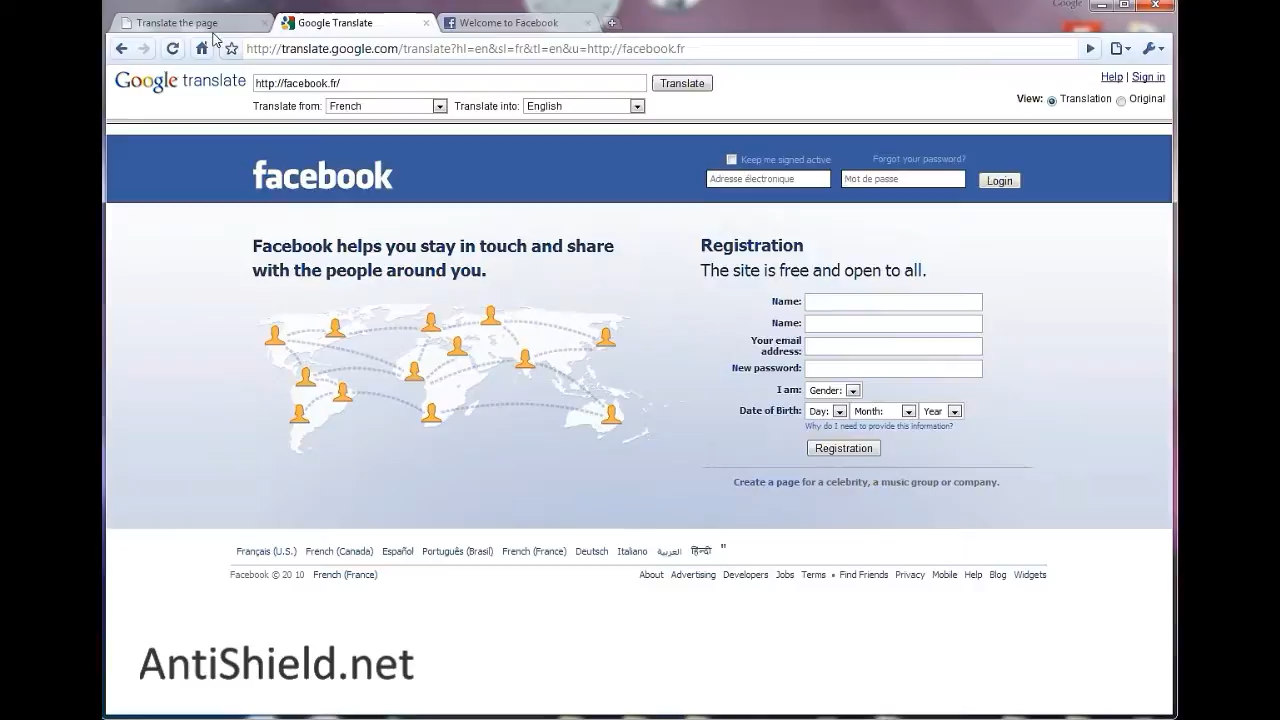 Google
Translate the page
Google Translate
Welcome to Facebook
http://translate.google.com/translate?hl=en&sl=fr&tl=en&u=http://facebook.fr
Google translate
http://facebook.fr/
Translate
Help | Sign in
Translate from: French
Translate into: English
View: Translation Original
facebook
Keep me signed active
Forgot your password?
Adresse électronique
Mot de passe
Login
Facebook helps you stay in touch and share
with the people around you.
Registration
The site is free and open to all.
Name:
Name:
Your email
address:
New password:
I am: Gender:
Date of Birth: Day: Month: Year
Why do I need to provide this information?
Registration
Create a page for a celebrity, a music group or company.
Français (U.S.) French (Canada) Español Português (Brasil) French (France) Deutsch Italiano العربية हिन्दी "
Facebook © 20 10 French (France)
About Advertising Developers Jobs Terms • Find Friends Privacy Mobile Help Blog Widgets
AntiShield.net